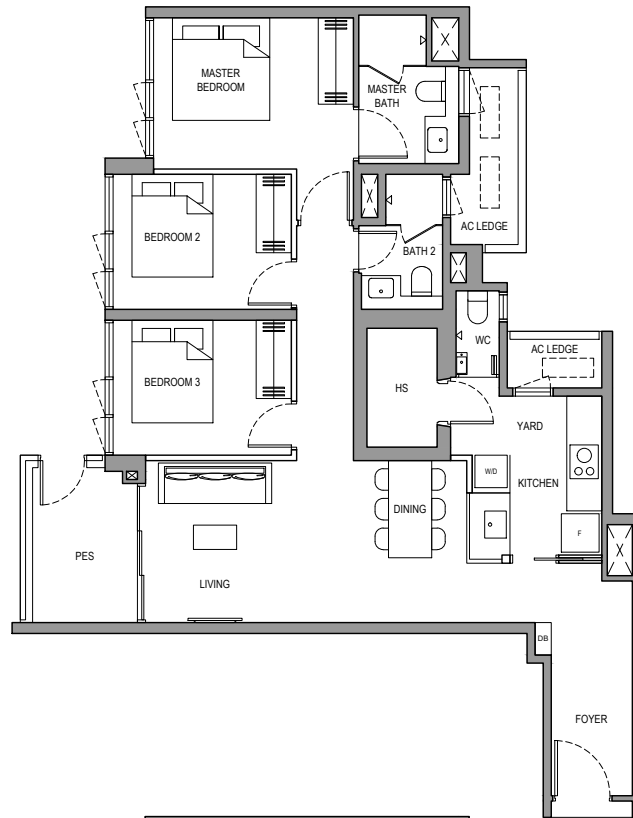 MASTER
BEDROOM
MASTER
BATH
AC LEDGE
BEDROOM 2
BATH 2
WC
AC LEDGE
BEDROOM 3
HS
YARD
W/D
KITCHEN
DINING
F
PES
LIVING
DB
FOYER